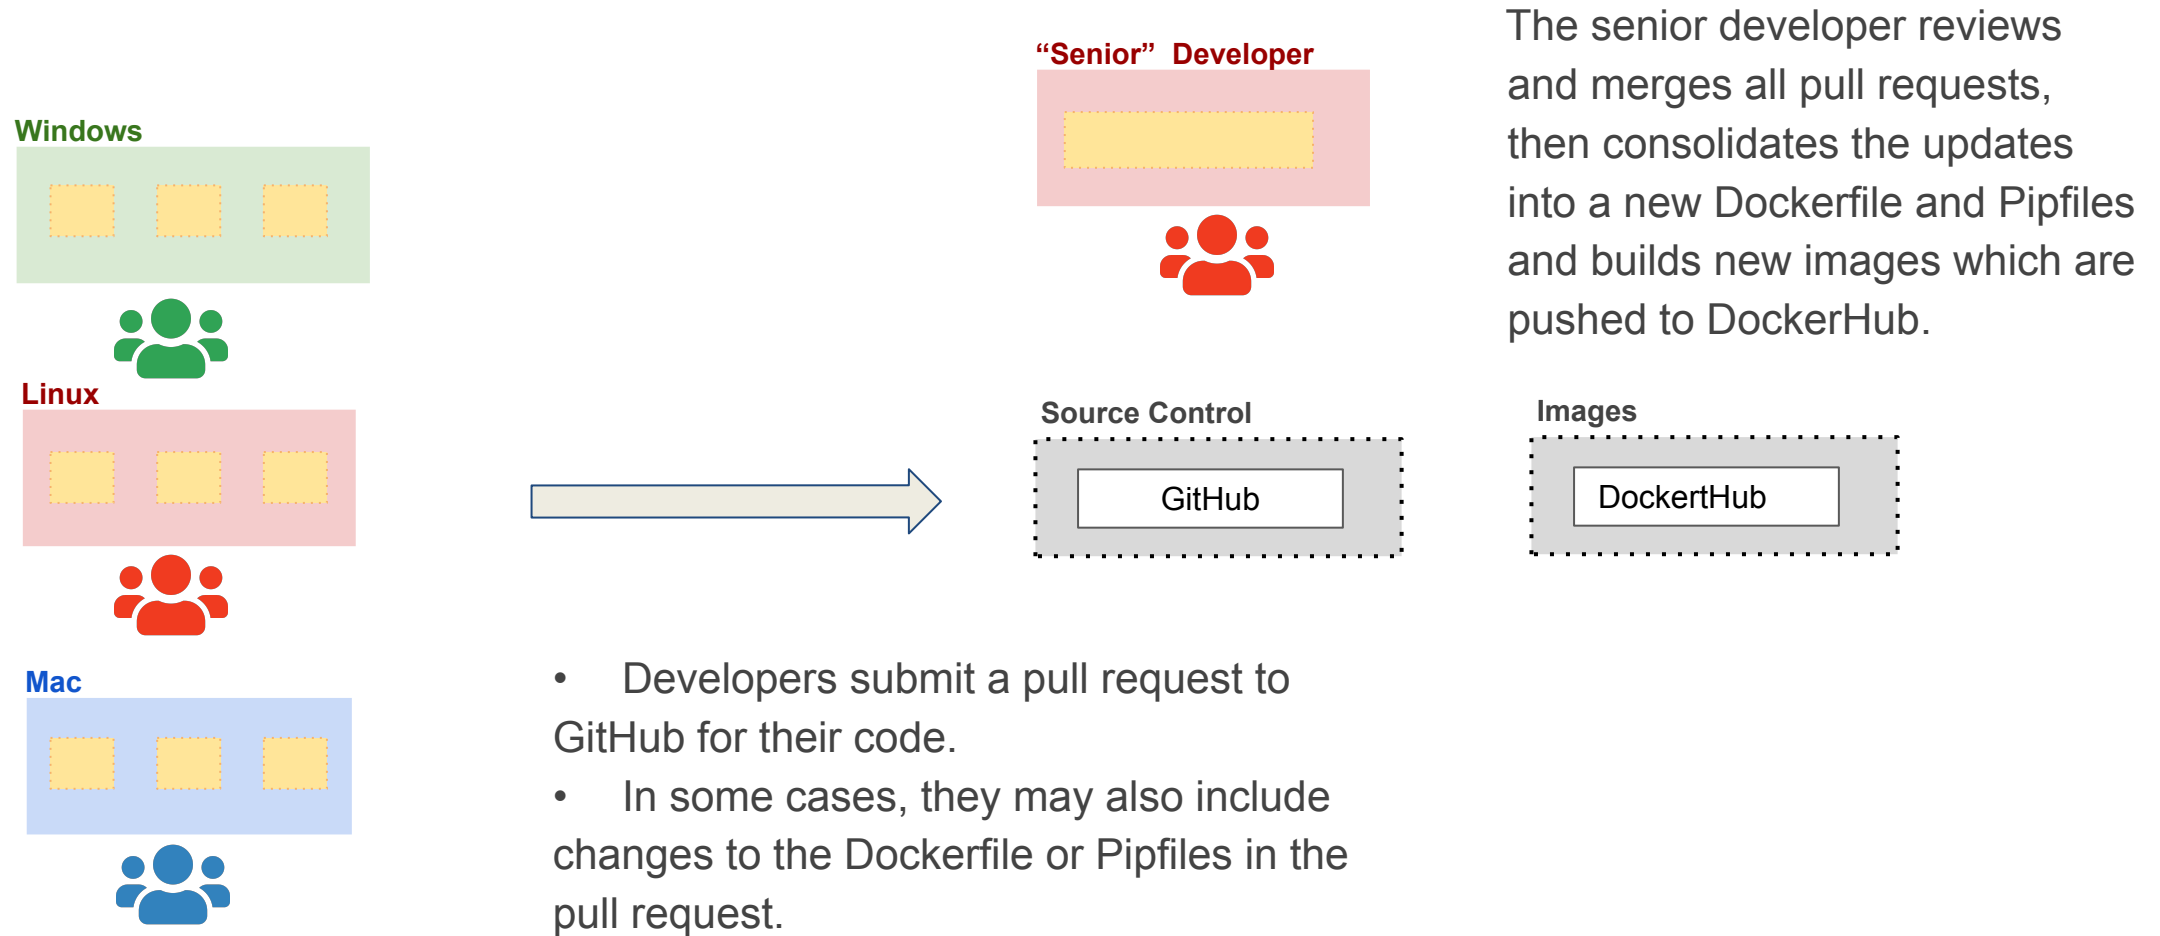 Windows
Linux
Mac
“Senior”  Developer
The senior developer reviews
and merges all pull requests,
then consolidates the updates
into a new Dockerfile and Pipfiles
and builds new images which are
pushed to DockerHub.
Source Control
GitHub
Images
DockertHub
• Developers submit a pull request to
GitHub for their code.
• In some cases, they may also include
changes to the Dockerfile or Pipfiles in the
pull request.